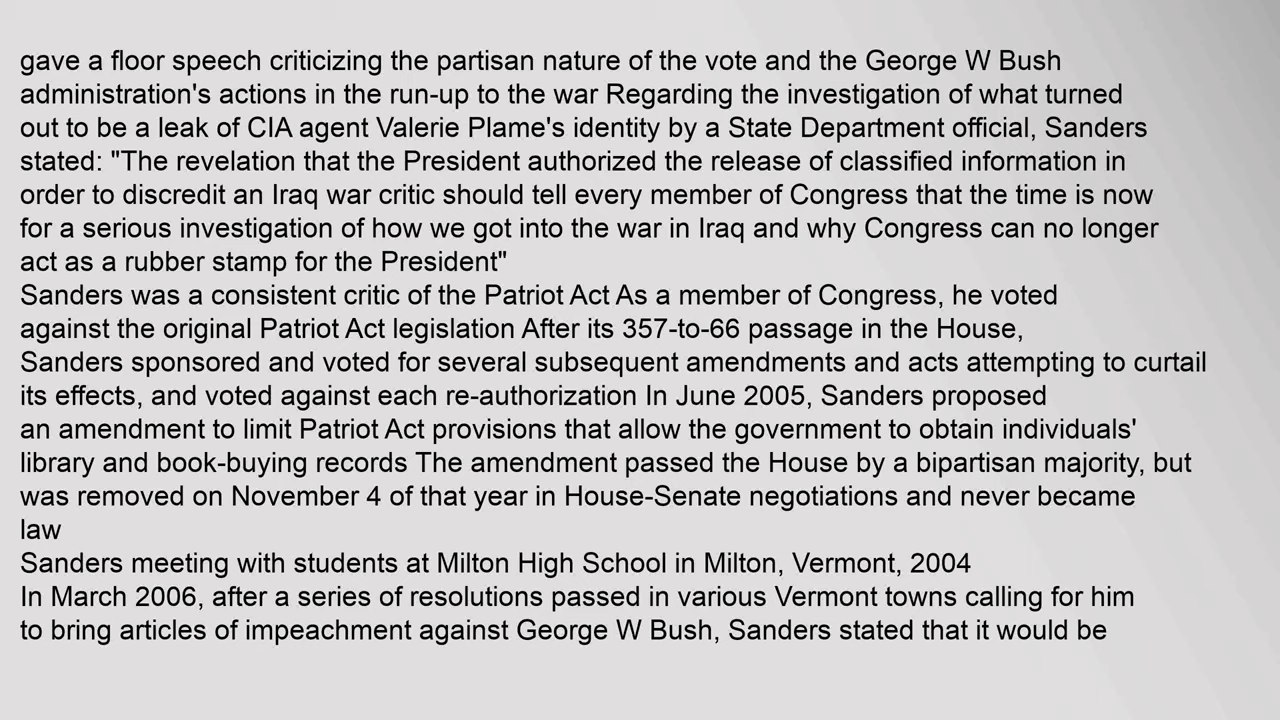 gave a floor speech criticizing the partisan nature of the vote and the George W Bush
administration's actions in the run-up to the war Regarding the investigation of what turned
out to be a leak of CIA agent Valerie Plame's identity by a State Department official, Sanders
stated: "The revelation that the President authorized the release of classified information in
order to discredit an Iraq war critic should tell every member of Congress that the time is now
for a serious investigation of how we got into the war in Iraq and why Congress can no longer
act as a rubber stamp for the President"
Sanders was a consistent critic of the Patriot Act As a member of Congress, he voted
against the original Patriot Act legislation After its 357-to-66 passage in the House,
Sanders sponsored and voted for several subsequent amendments and acts attempting to curtail
its effects, and voted against each re-authorization In June 2005, Sanders proposed
an amendment to limit Patriot Act provisions that allow the government to obtain individuals'
library and book-buying records The amendment passed the House by a bipartisan majority, but
was removed on November 4 of that year in House-Senate negotiations and never became
law
Sanders meeting with students at Milton High School in Milton, Vermont, 2004
In March 2006, after a series of resolutions passed in various Vermont towns calling for him
to bring articles of impeachment against George W Bush, Sanders stated that it would be